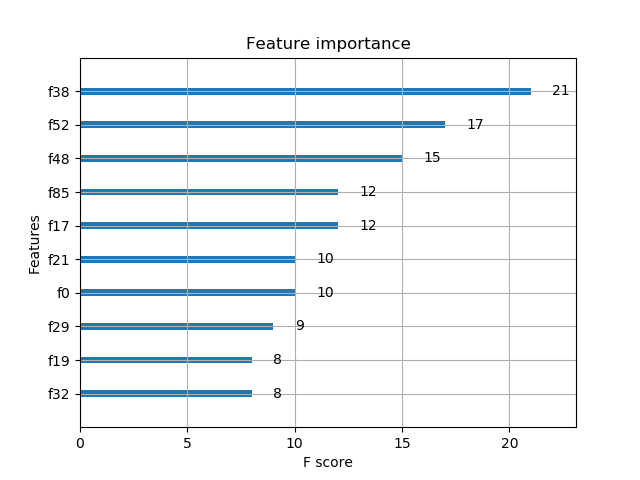 Feature importance
f38 21
f52 17
f48 15
f85 12
f17 12
f21 10
f0 10
f29 9
f19 8
f32 8
Features
0 5 10 15 20
F score